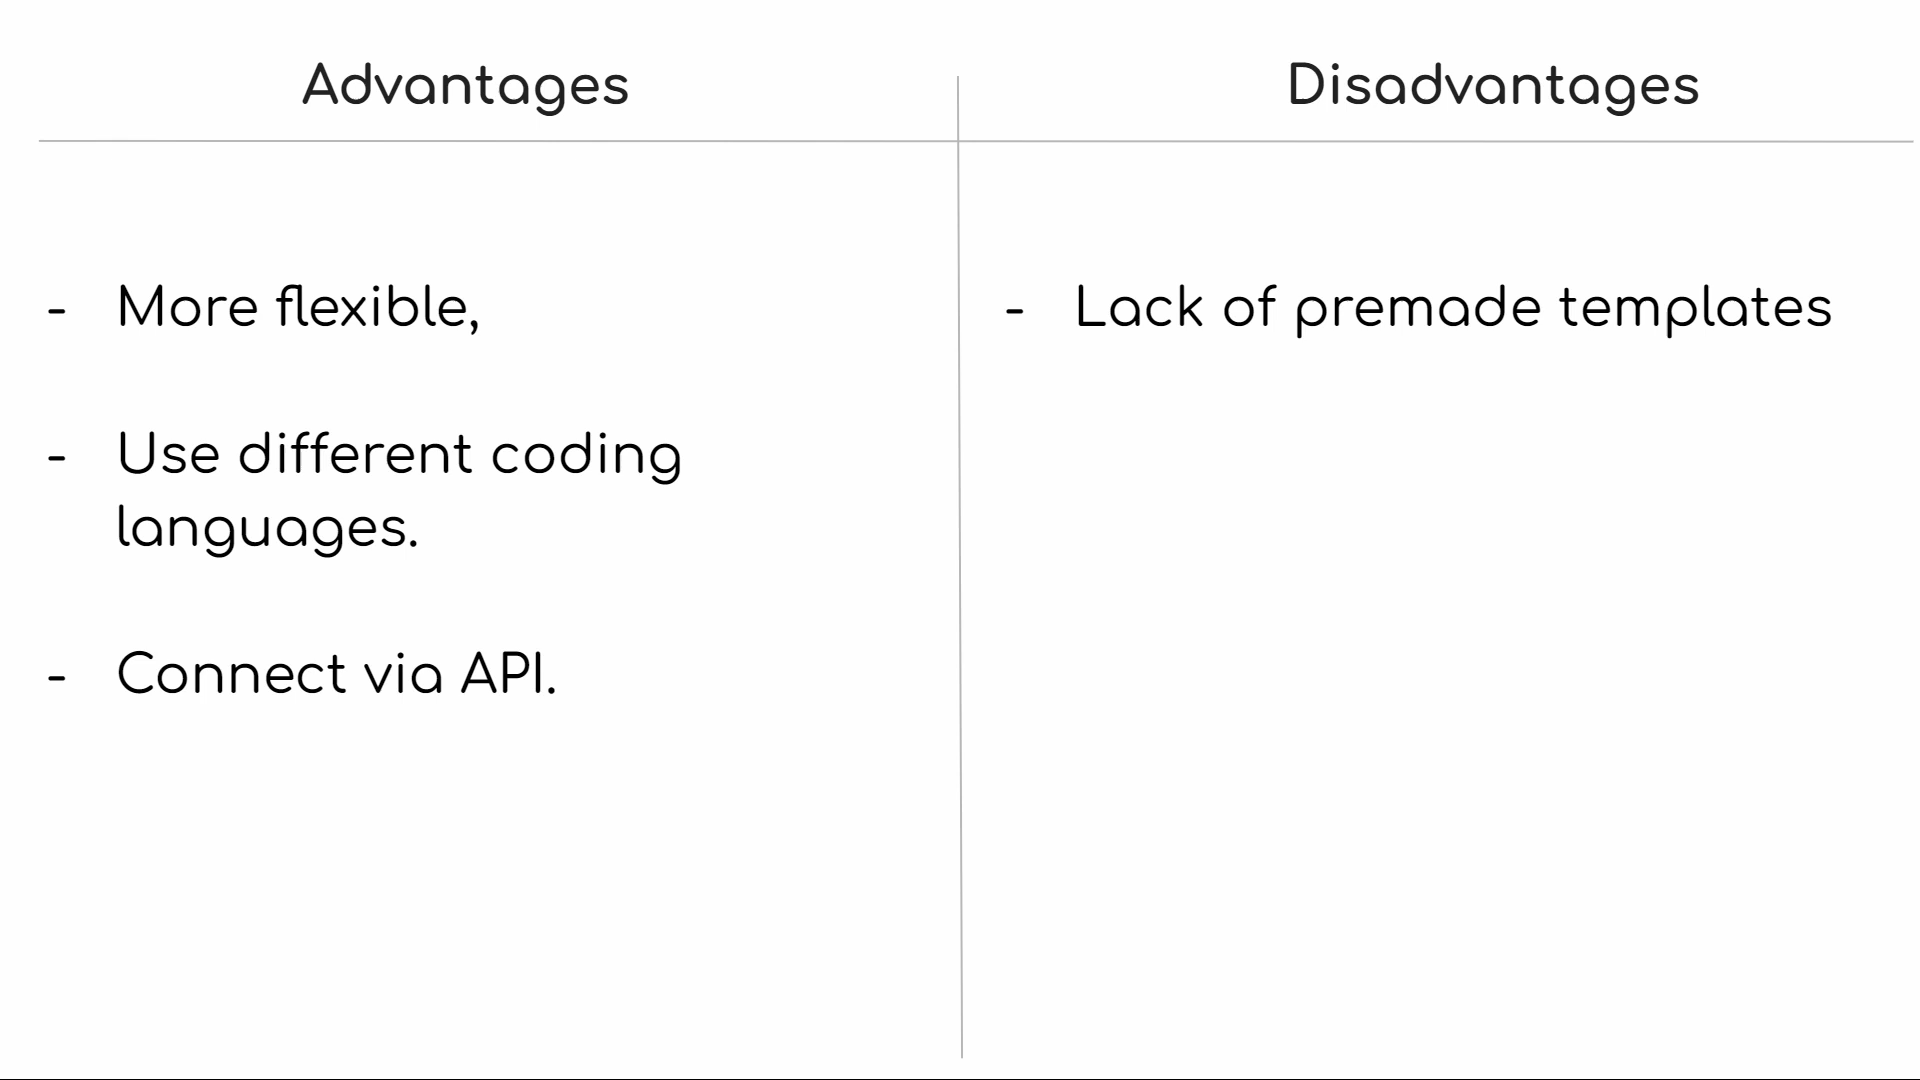 Advantages
Disadvantages
- More flexible,
- Use different coding
languages.
- Connect via API.
- Lack of premade templates